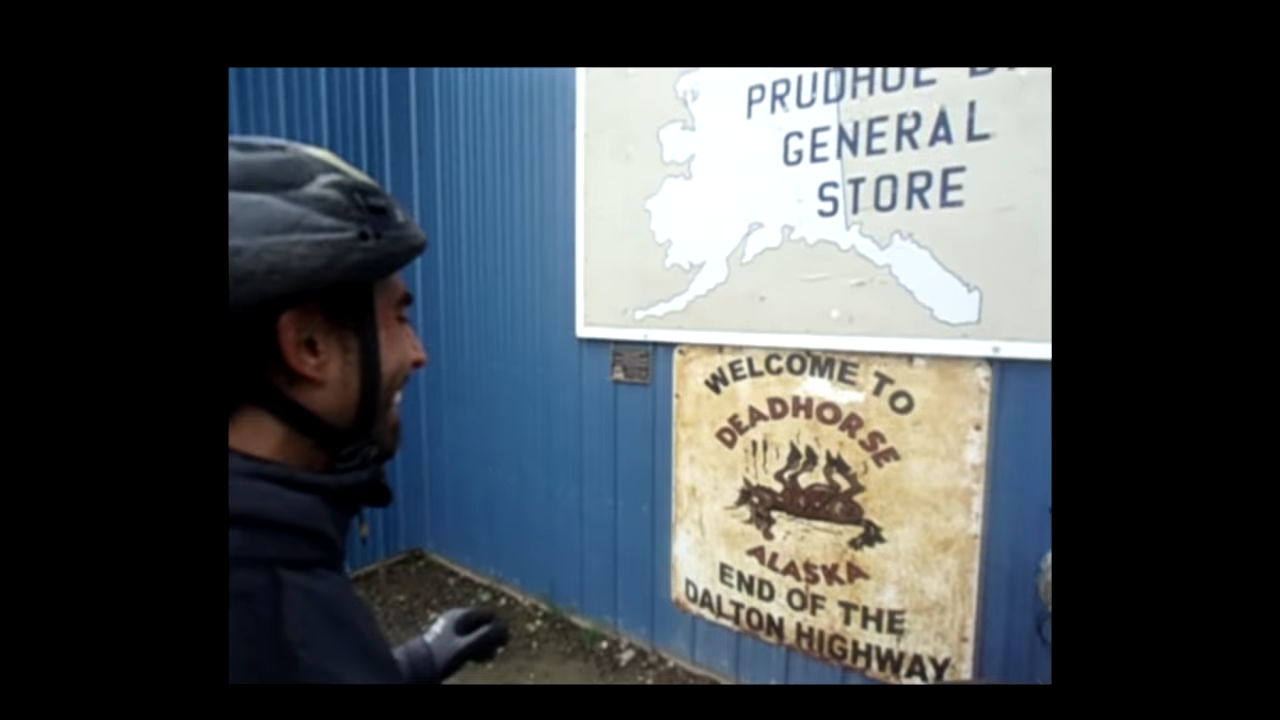 PRUDHOE
GENERAL
STORE
WELCOME TO
DEADHORSE
ALASKA
END OF THE
DALTON HIGHWAY